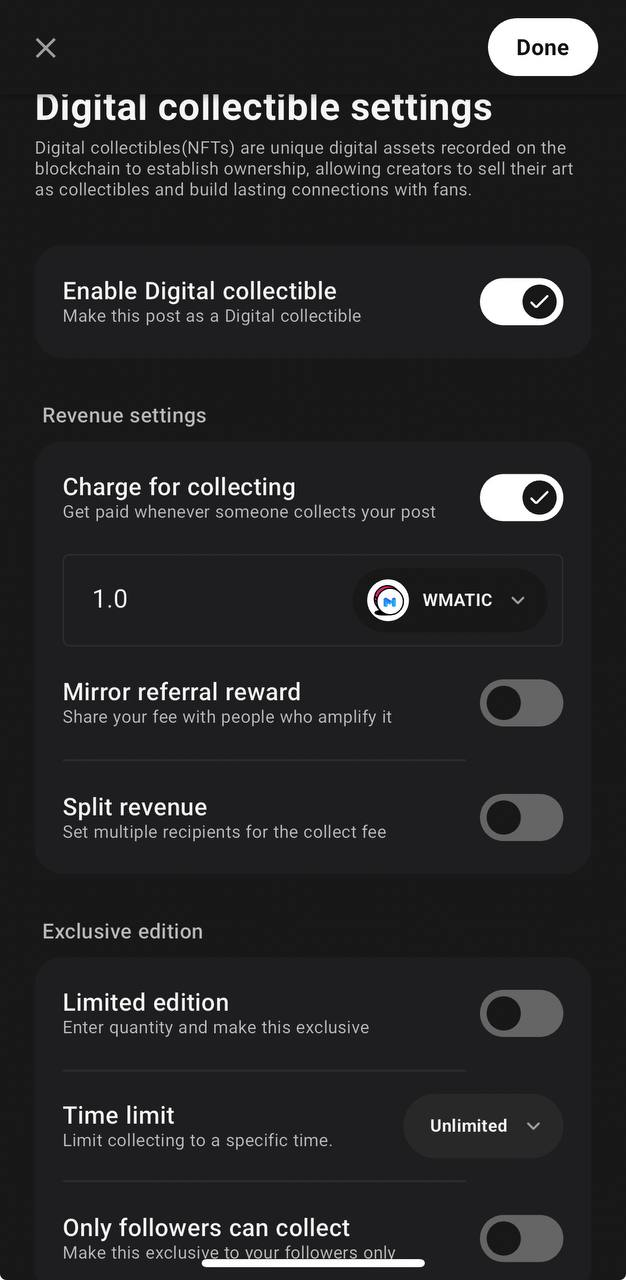 Done
Digital collectible settings
Digital collectibles(NFTs) are unique digital assets recorded on the
blockchain to establish ownership, allowing creators to sell their art
as collectibles and build lasting connections with fans.
Enable Digital collectible
Make this post as a Digital collectible
Revenue settings
Charge for collecting
Get paid whenever someone collects your post
1.0
WMATIC
Mirror referral reward
Share your fee with people who amplify it
Split revenue
Set multiple recipients for the collect fee
Exclusive edition
Limited edition
Enter quantity and make this exclusive
Time limit
Limit collecting to a specific time.
Unlimited
Only followers can collect
Make this exclusive to your followers only